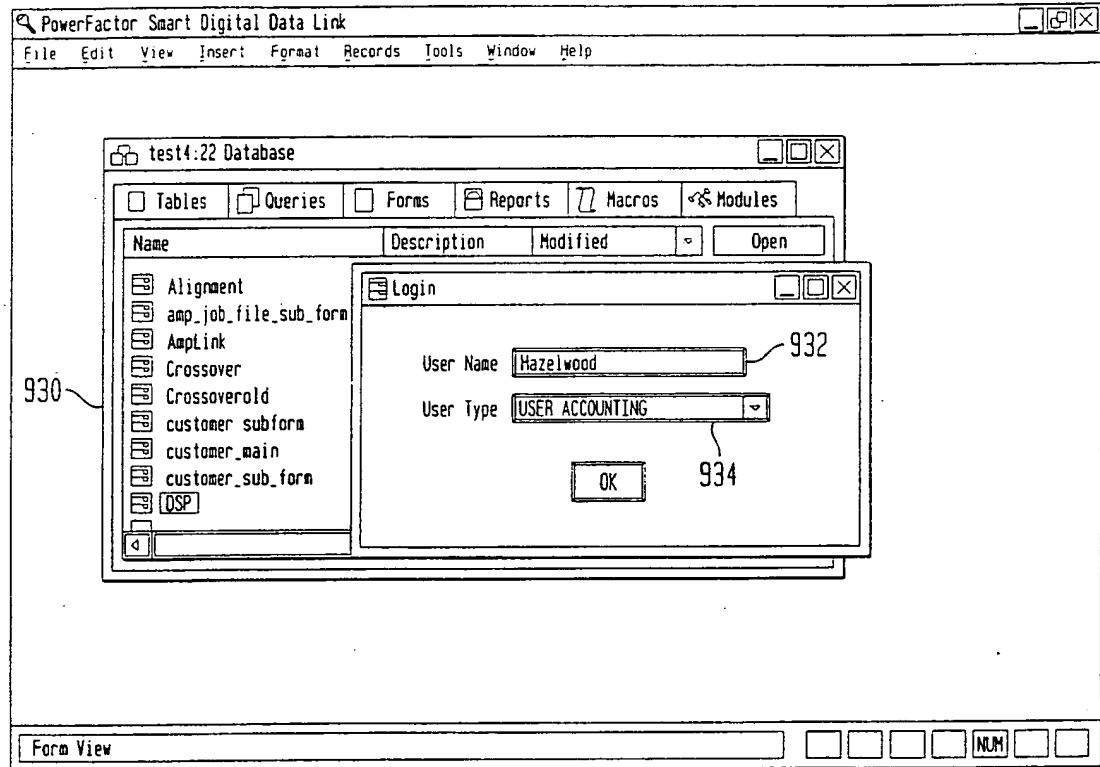 PowerFactor Smart Digital Data Link
File Edit View Insert Format Records Tools Window Help
test4:22 Database
Tables Queries Forms Reports Macros Modules
Name Description Modified Open
Alignment
amp_job_file_sub_form
AmpLink
Crossover
Crossoverold
customer subform
customer_main
customer_sub_form
DSP
930
Login
User Name Hazelwood
932
User Type USER ACCOUNTING
934
OK
Form View NUM